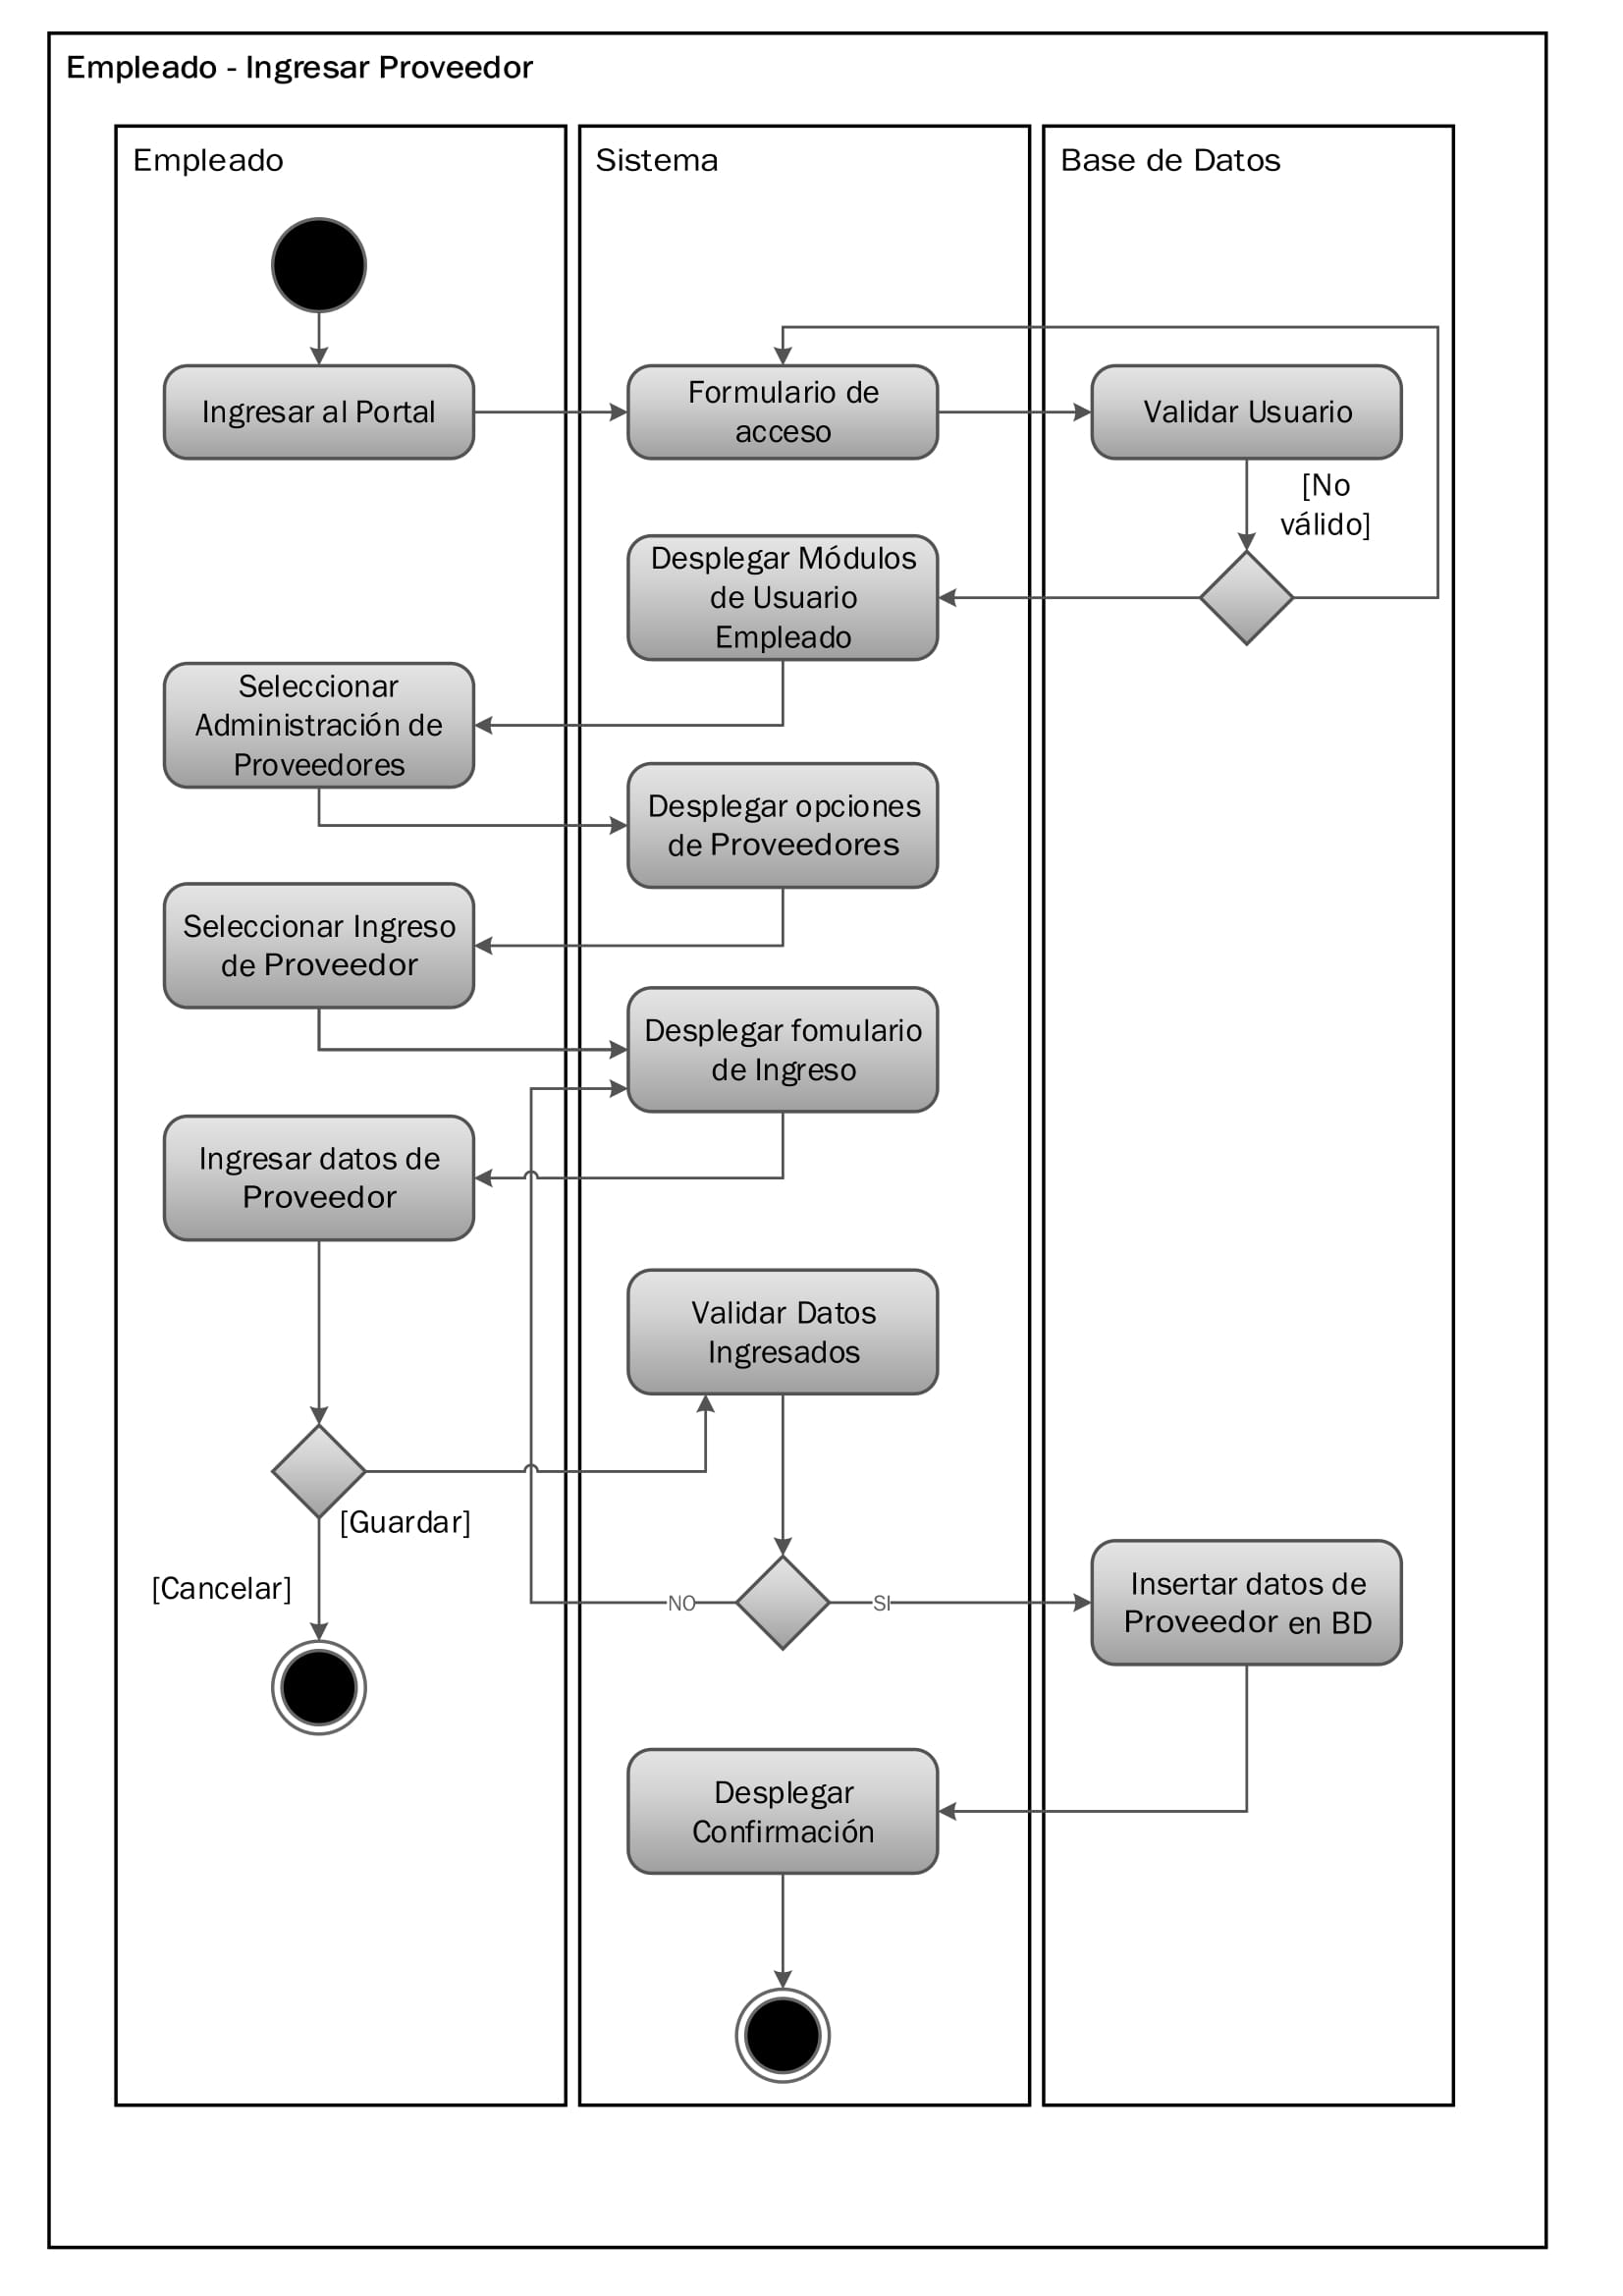 Empleado - Ingresar Proveedor
Empleado
Sistema
Base de Datos
Ingresar al Portal
Formulario de
acceso
Validar Usuario
[No
válido]
Desplegar Módulos
de Usuario
Empleado
Seleccionar
Administración de
Proveedores
Desplegar opciones
de Proveedores
Seleccionar Ingreso
de Proveedor
Desplegar fomulario
de Ingreso
Ingresar datos de
Proveedor
Validar Datos
Ingresados
[Guardar]
[Cancelar]
NO
SI
Insertar datos de
Proveedor en BD
Desplegar
Confirmación